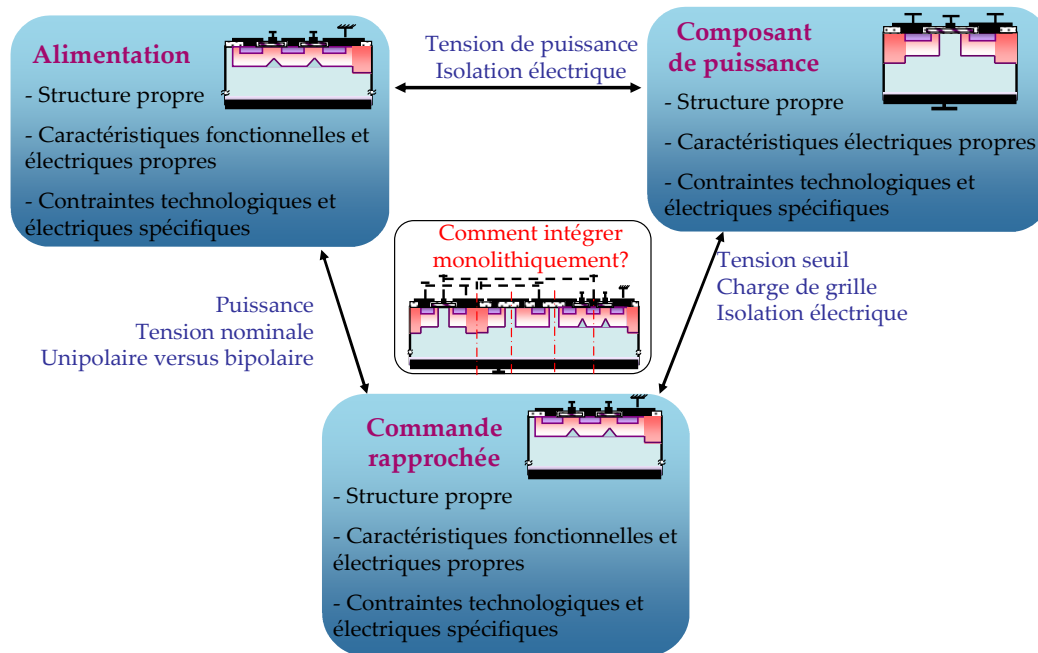 Alimentation
- Structure propre
- Caractéristiques fonctionnelles et
électriques propres
- Contraintes technologiques et
électriques spécifiques
Tension de puissance
Isolation électrique
Composant
de puissance
- Structure propre
- Caractéristiques électriques propres
- Contraintes technologiques et
électriques spécifiques
Comment intégrer
monolithiquement?
Puissance
Tension nominale
Unipolaire versus bipolaire
Tension seuil
Charge de grille
Isolation électrique
Commande
rapprochée
- Structure propre
- Caractéristiques fonctionnelles et
électriques propres
- Contraintes technologiques et
électriques spécifiques